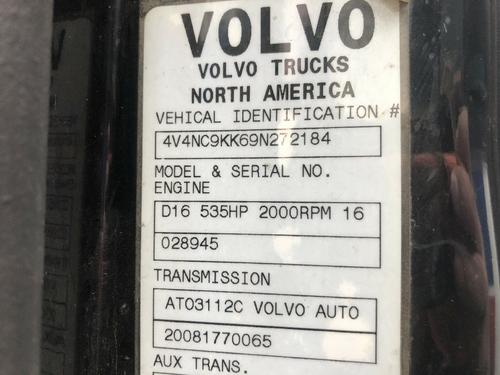 VOLVO
VOLVO TRUCKS
NORTH AMERICA
VEHICAL IDENTIFICATION #
4V4NC9KK69N272184
MODEL & SERIAL NO.
ENGINE
D16 535HP 2000RPM 16
028945
TRANSMISSION
ATO3112C VOLVO AUTO
20081770065
AUX TRANS.